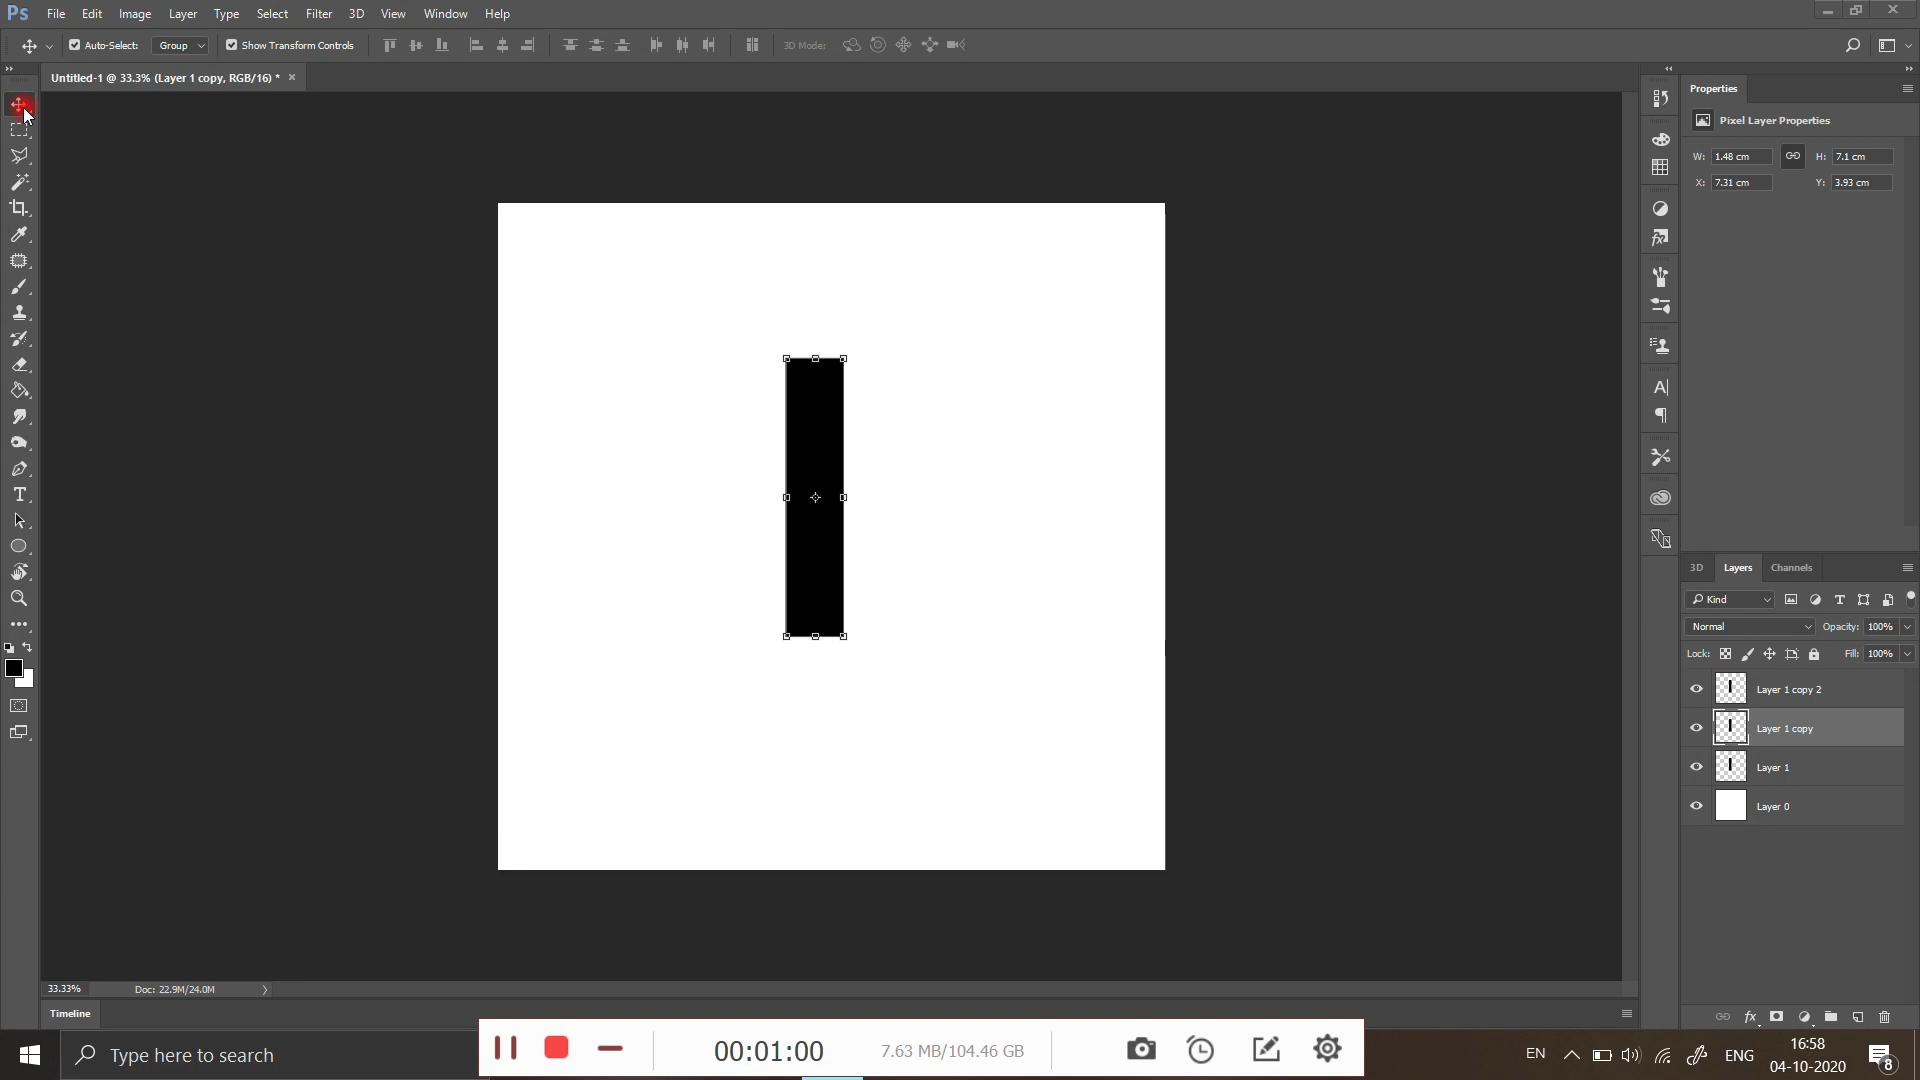 Ps File Edit Image Layer Type Select Filter 3D View Window Help
Auto-Select: Group Show Transform Controls 3D Mode:
Untitled-1 @ 33.3% (Layer 1 copy, RGB/16) * ×
Properties
Pixel Layer Properties
W: 1.48 cm H: 7.1 cm
X: 7.31 cm Y: 3.93 cm
3D Layers Channels
Kind
Normal Opacity: 100%
Lock: Fill: 100%
Layer 1 copy 2
Layer 1 copy
Layer 1
Layer 0
33.33% Doc: 22.9M/24.0M
Timeline
Type here to search
00:01:00 7.63 MB/104.46 GB
EN ENG
16:58
04-10-2020
8